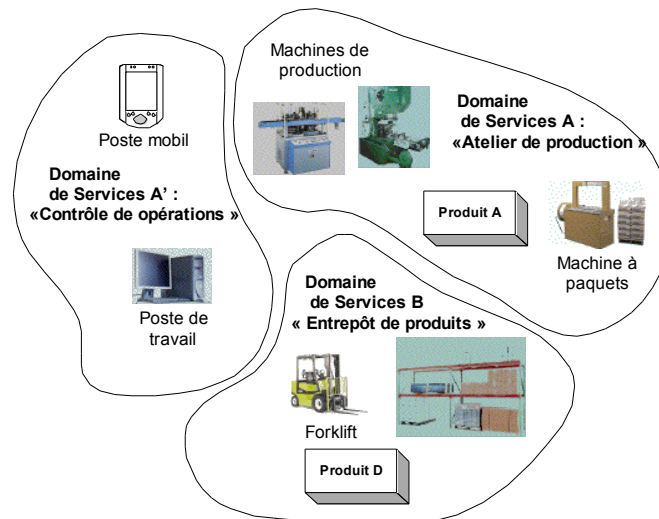 Poste mobil
Domaine
de Services A' :
«Contrôle de opérations »
Poste de
travail
Machines de
production
Domaine
de Services A :
«Atelier de production »
Produit A
Machine à
paquets
Domaine
de Services B
« Entrepôt de produits »
Forklift
Produit D